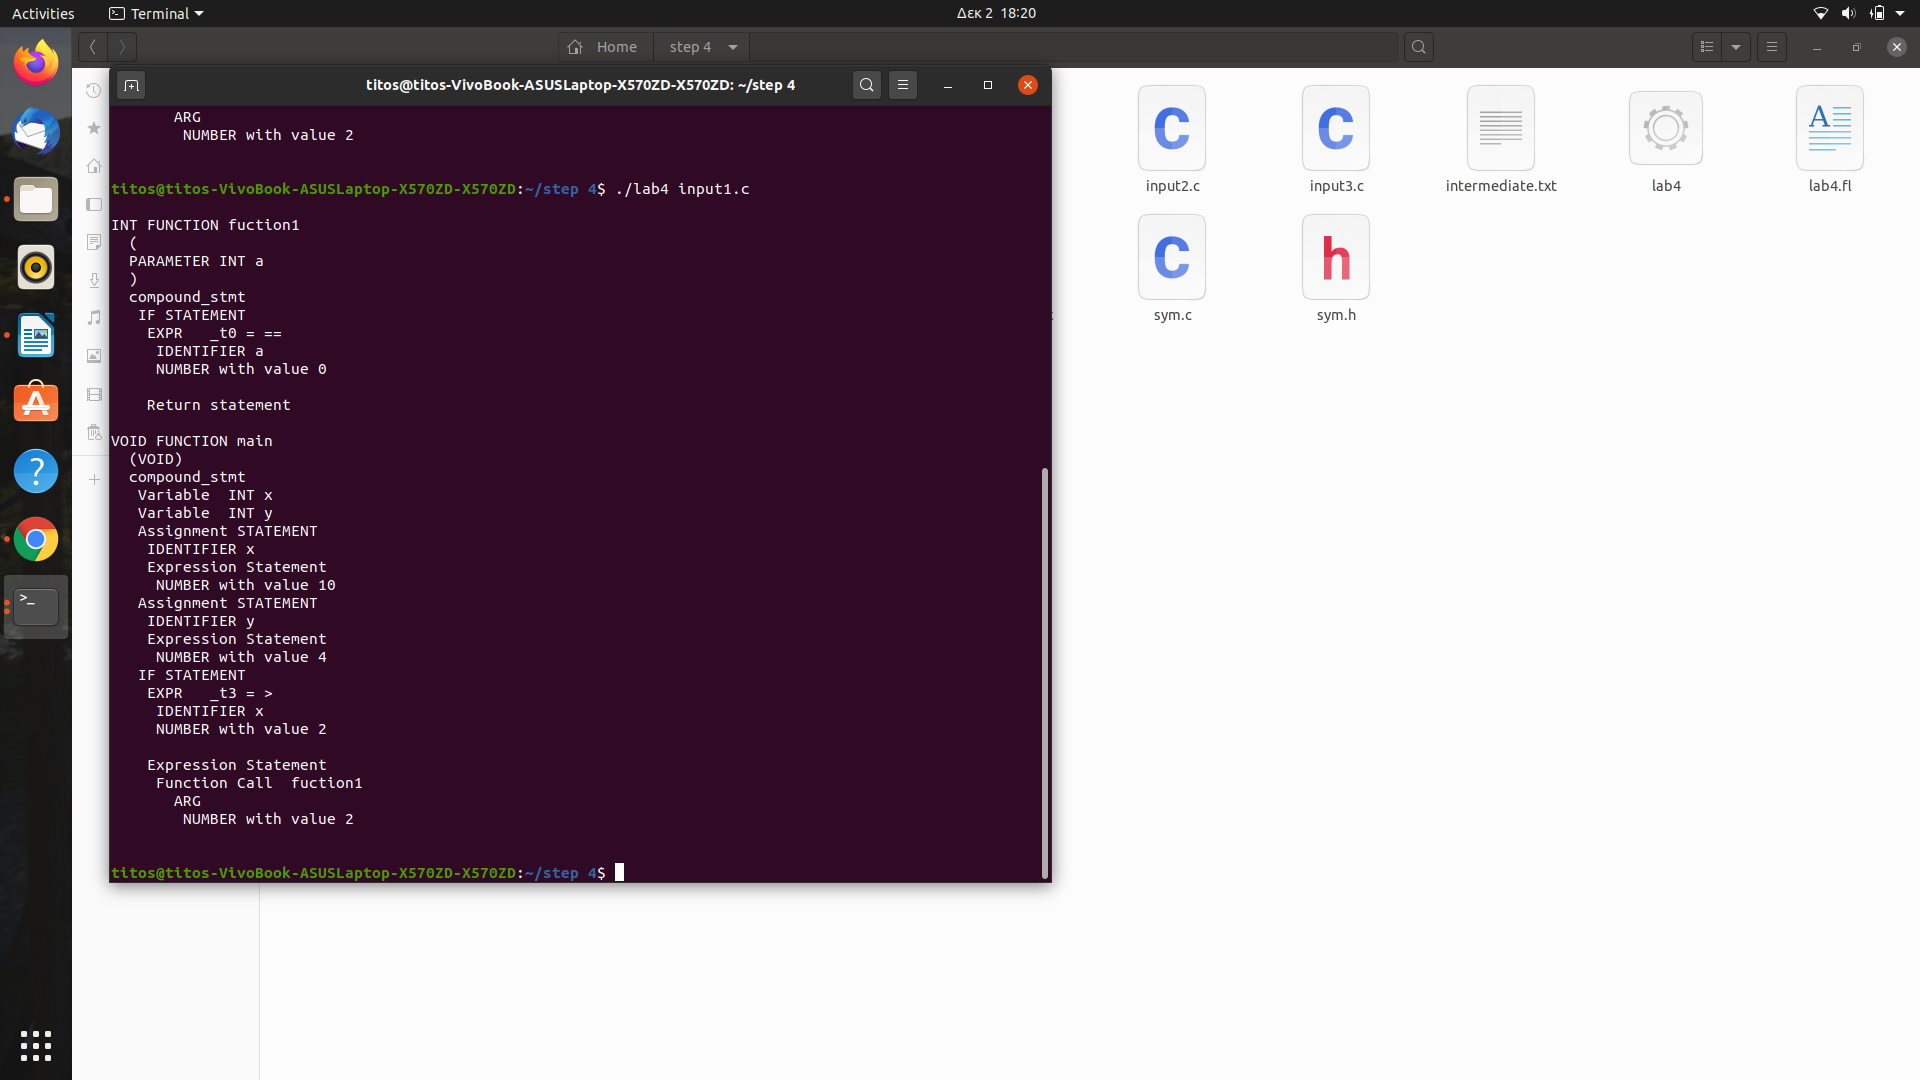 Activities
Terminal
Δεκ 2 18:20
Home
step 4
titos@titos-VivoBook-ASUSLaptop-X570ZD-X570ZD: ~/step 4
ARG
NUMBER with value 2
titos@titos-VivoBook-ASUSLaptop-X570ZD-X570ZD:~/step 4$ ./lab4 input1.c
INT FUNCTION fuction1
(
PARAMETER INT a
)
compound_stmt
IF STATEMENT
EXPR _t0 = ==
IDENTIFIER a
NUMBER with value 0
Return statement
VOID FUNCTION main
(VOID)
compound_stmt
Variable INT x
Variable INT y
Assignment STATEMENT
IDENTIFIER x
Expression Statement
NUMBER with value 10
Assignment STATEMENT
IDENTIFIER y
Expression Statement
NUMBER with value 4
IF STATEMENT
EXPR _t3 = >
IDENTIFIER x
NUMBER with value 2
Expression Statement
Function Call fuction1
ARG
NUMBER with value 2
titos@titos-VivoBook-ASUSLaptop-X570ZD-X570ZD:~/step 4$
input2.c
input3.c
intermediate.txt
lab4
lab4.fl
sym.c
sym.h